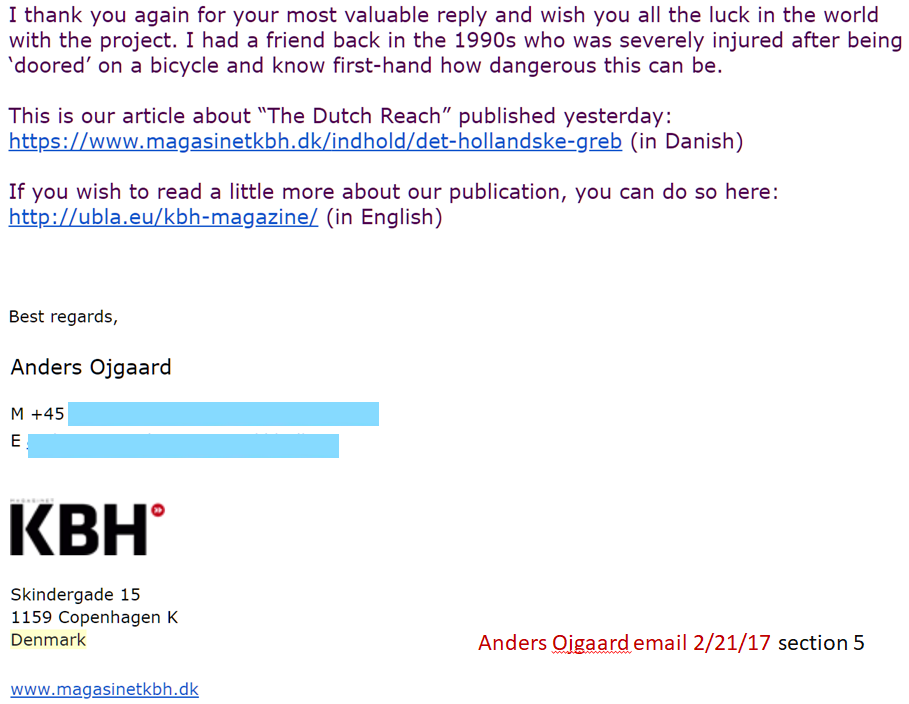 I thank you again for your most valuable reply and wish you all the luck in the world
with the project. I had a friend back in the 1990s who was severely injured after being
‘doored’ on a bicycle and know first-hand how dangerous this can be.
This is our article about “The Dutch Reach” published yesterday:
https://www.magasinetkbh.dk/indhold/det-hollandske-greb (in Danish)
If you wish to read a little more about our publication, you can do so here:
http://ubla.eu/kbh-magazine/ (in English)
Best regards,
Anders Ojgaard
M +45
E
MAGASINET
KBH
Skindergade 15
1159 Copenhagen K
Denmark
Anders Ojgaard email 2/21/17 section 5
www.magasinetkbh.dk